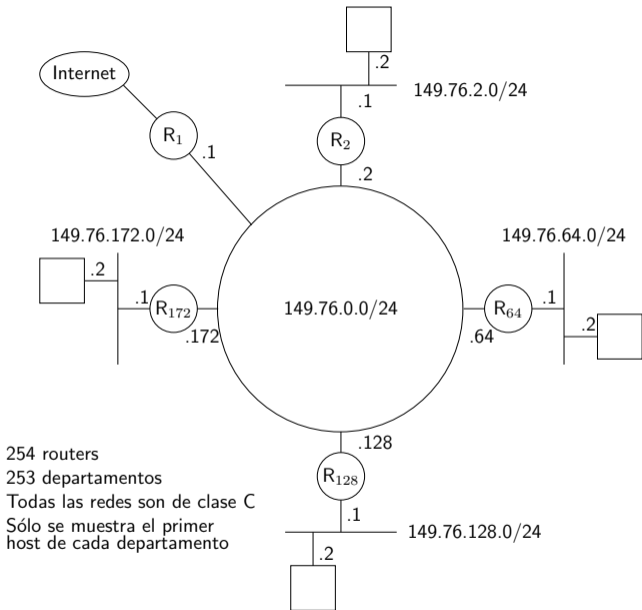 .2
Internet
149.76.2.0/24
.1
R₁
R₂
.1
.2
149.76.172.0/24
149.76.64.0/24
.2
.1
R₁₇₂
149.76.0.0/24
R₆₄
.1
.172
.64
.2
.128
254 routers
253 departamentos
R₁₂₈
Todas las redes son de clase C
.1
Sólo se muestra el primer
host de cada departamento
149.76.128.0/24
.2